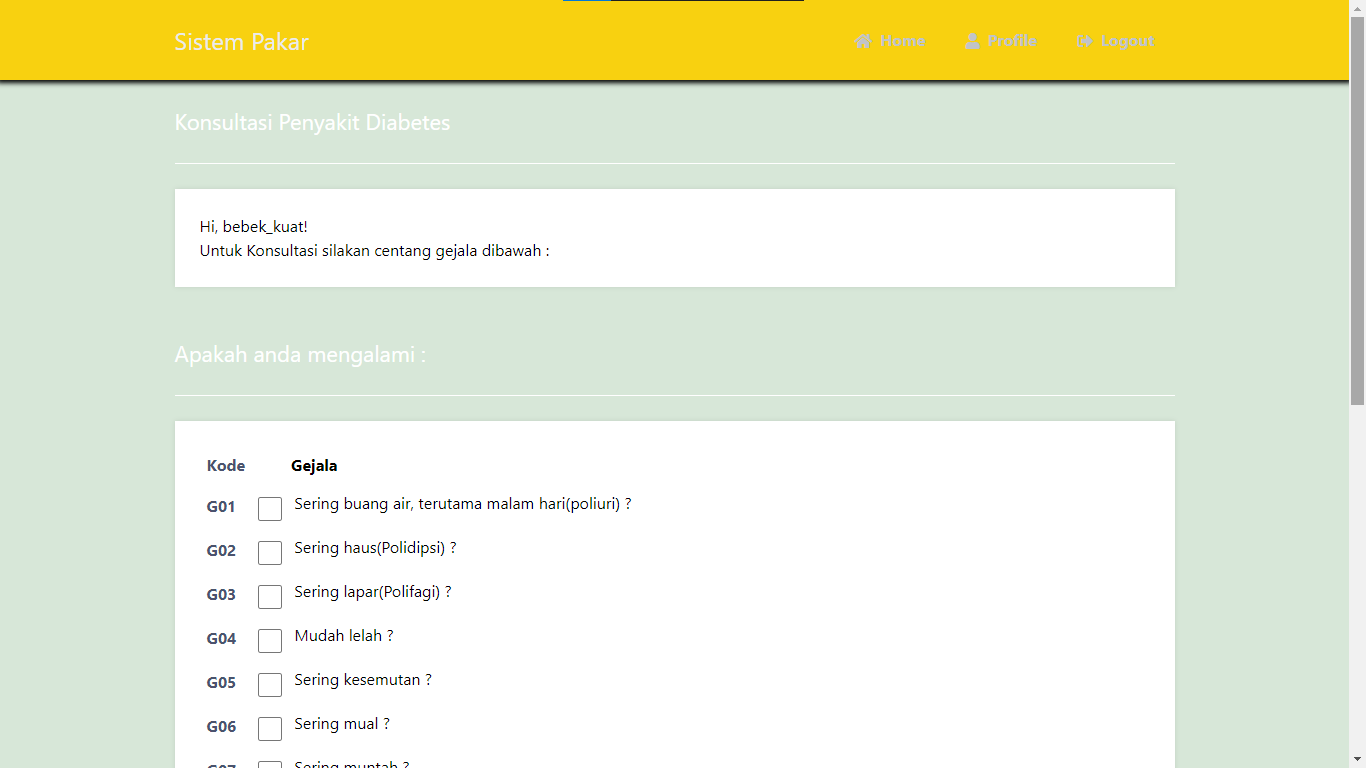 Sistem Pakar
Home Profile Logout
Konsultasi Penyakit Diabetes
Hi, bebek_kuat!
Untuk Konsultasi silakan centang gejala dibawah :
Apakah anda mengalami :
Kode Gejala
G01 Sering buang air, terutama malam hari(poliuri) ?
G02 Sering haus(Polidipsi) ?
G03 Sering lapar(Polifagi) ?
G04 Mudah lelah ?
G05 Sering kesemutan ?
G06 Sering mual ?
G07 Sering muntah ?